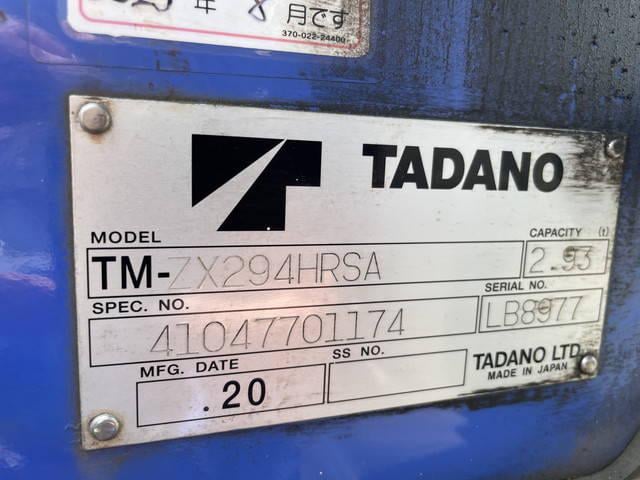 年8月です
370-022-24400
TADANO
MODEL
CAPACITY (t)
TM-ZX294HRSA
2.93
SPEC. NO.
SERIAL NO.
41047701174
LB8977
MFG. DATE
SS NO.
TADANO LTD.
MADE IN JAPAN
.20